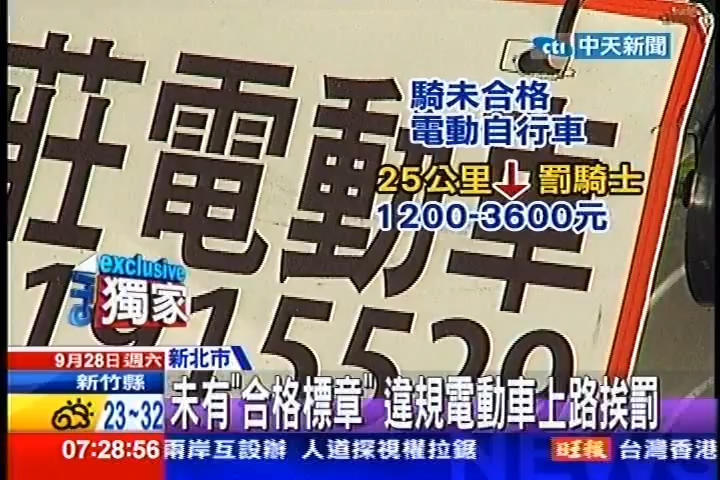 cti 中天新聞
騎未合格
電動自行車
25公里↓罰騎士
1200-3600元
莊電動車
1915529
exclusive
獨家
9月28日週六
新北市
新竹縣
23~32
未有"合格標章"違規電動車上路挨罰
07:28:56
兩岸互設辦 人道探視權拉鋸
旺報
台灣香港
NEWS